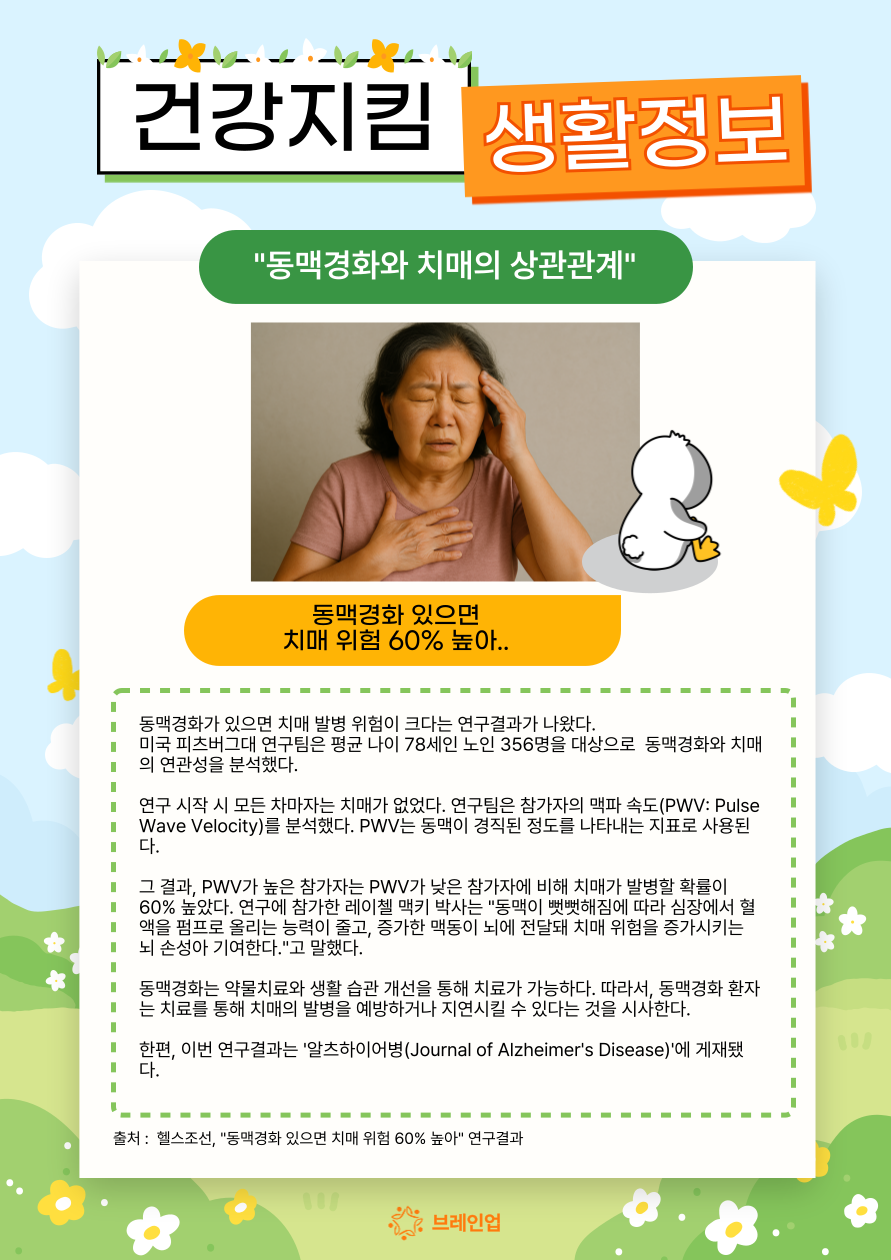 건강지킴
생활정보
"동맥경화와 치매의 상관관계"
동맥경화 있으면
치매 위험 60% 높아..
동맥경화가 있으면 치매 발병 위험이 크다는 연구결과가 나왔다.
미국 피츠버그대 연구팀은 평균 나이 78세인 노인 356명을 대상으로  동맥경화와 치매
의 연관성을 분석했다.
연구 시작 시 모든 차마자는 치매가 없었다. 연구팀은 참가자의 맥파 속도(PWV: Pulse
Wave Velocity)를 분석했다. PWV는 동맥이 경직된 정도를 나타내는 지표로 사용된
다.
그 결과, PWV가 높은 참가자는 PWV가 낮은 참가자에 비해 치매가 발병할 확률이
60% 높았다. 연구에 참가한 레이첼 맥키 박사는 "동맥이 뻣뻣해짐에 따라 심장에서 혈
액을 펌프로 올리는 능력이 줄고, 증가한 맥동이 뇌에 전달돼 치매 위험을 증가시키는
뇌 손성아 기여한다."고 말했다.
동맥경화는 약물치료와 생활 습관 개선을 통해 치료가 가능하다. 따라서, 동맥경화 환자
는 치료를 통해 치매의 발병을 예방하거나 지연시킬 수 있다는 것을 시사한다.
한편, 이번 연구결과는 '알츠하이어병(Journal of Alzheimer's Disease)'에 게재됐
다.
출처 :  헬스조선, "동맥경화 있으면 치매 위험 60% 높아" 연구결과
브레인업